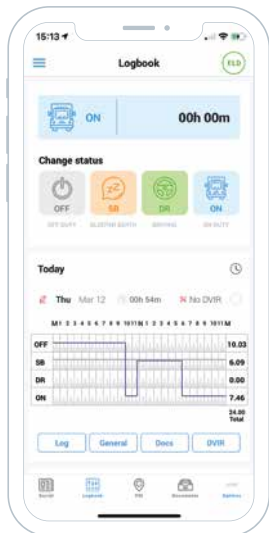 15:13
Logbook
ELD
ON
00h 00m
Change status
OFF
SB
DR
ON
OFF DUTY
SLEEPER BERTH
DRIVING
ON DUTY
Today
Thu Mar 12 00h 54m No DVIR
M 1 2 3 4 5 6 7 8 9 10 11 N 1 2 3 4 5 6 7 8 9 10 11 M
OFF 10.03
SB 6.09
DR 0.00
ON 7.46
24.00
Total
Log
General
Docs
DVIR
Logbook
Documents